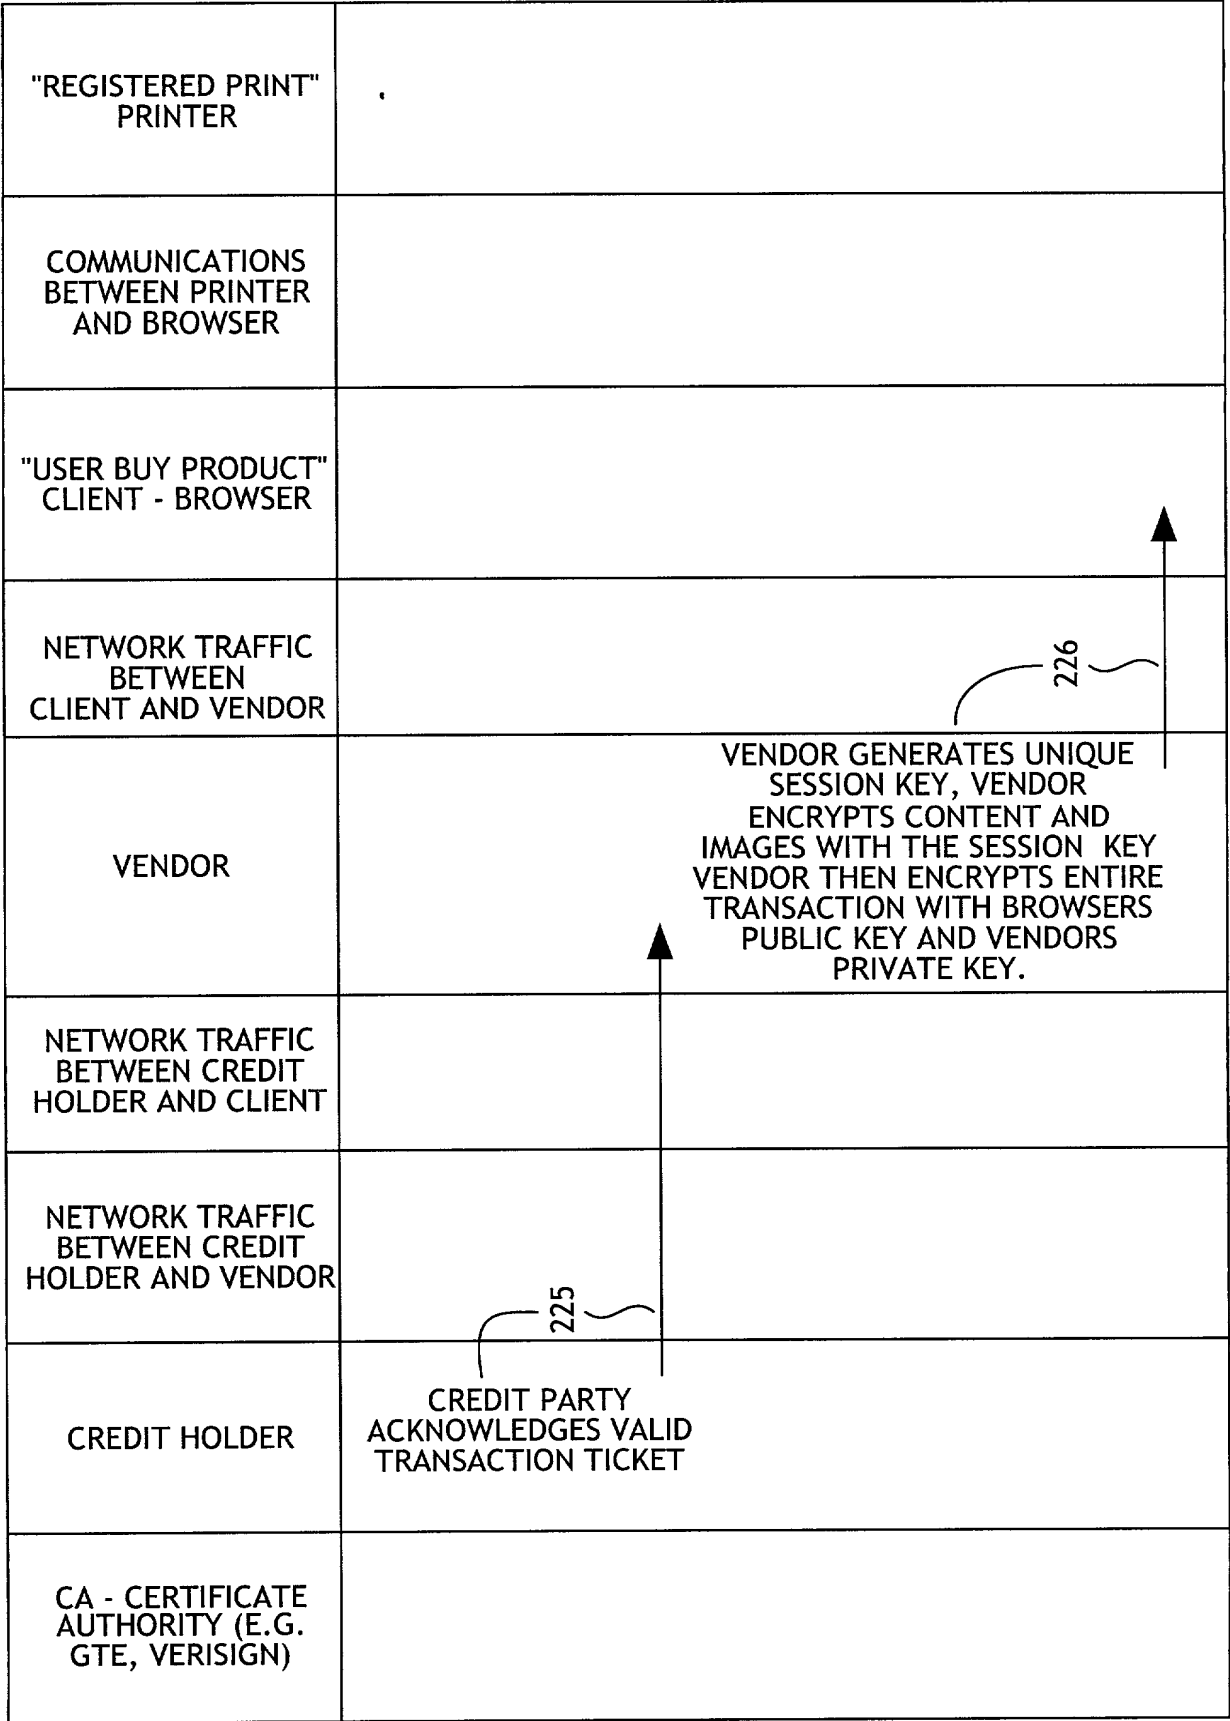 "REGISTERED PRINT"
PRINTER
COMMUNICATIONS
BETWEEN PRINTER
AND BROWSER
"USER BUY PRODUCT"
CLIENT - BROWSER
NETWORK TRAFFIC
BETWEEN
CLIENT AND VENDOR
226
VENDOR
VENDOR GENERATES UNIQUE
SESSION KEY, VENDOR
ENCRYPTS CONTENT AND
IMAGES WITH THE SESSION KEY
VENDOR THEN ENCRYPTS ENTIRE
TRANSACTION WITH BROWSERS
PUBLIC KEY AND VENDORS
PRIVATE KEY.
NETWORK TRAFFIC
BETWEEN CREDIT
HOLDER AND CLIENT
NETWORK TRAFFIC
BETWEEN CREDIT
HOLDER AND VENDOR
225
CREDIT HOLDER
CREDIT PARTY
ACKNOWLEDGES VALID
TRANSACTION TICKET
CA - CERTIFICATE
AUTHORITY (E.G.
GTE, VERISIGN)